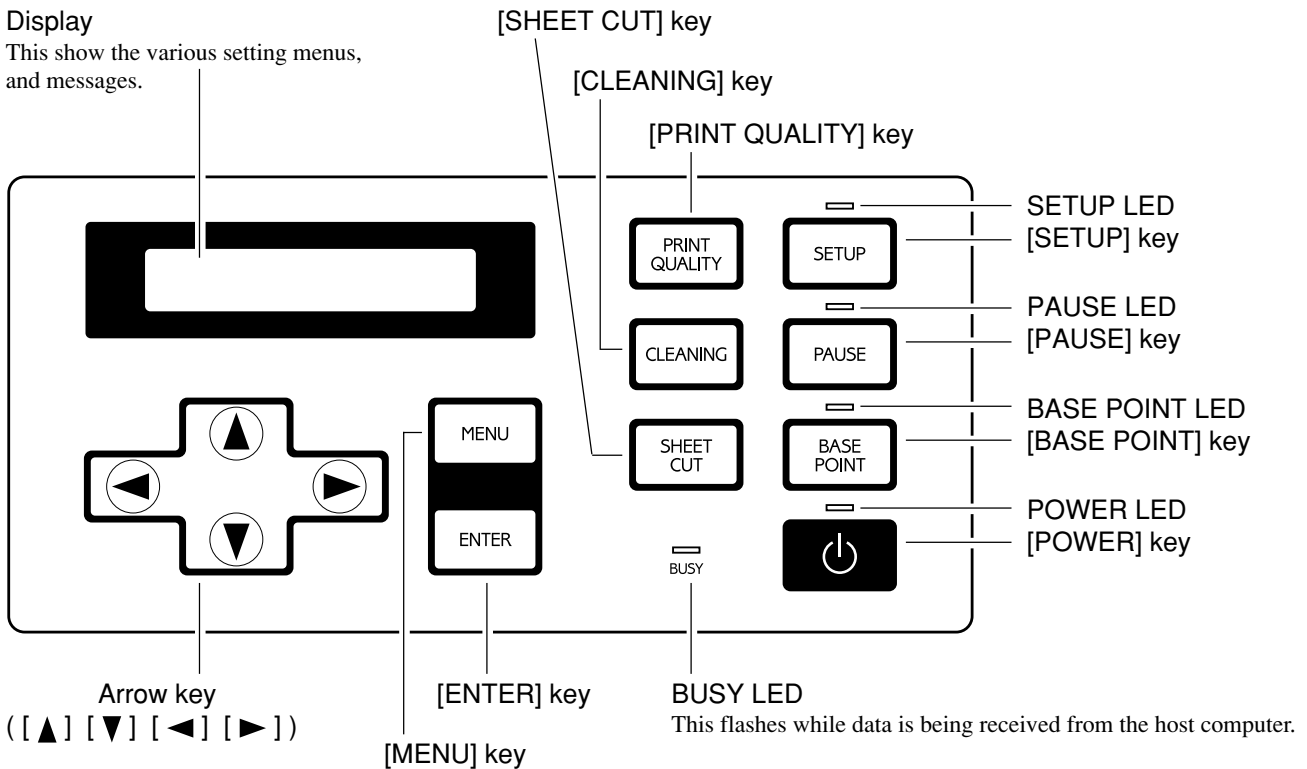 Display
This show the various setting menus,
and messages.
[SHEET CUT] key
[CLEANING] key
[PRINT QUALITY] key
PRINT
QUALITY
SETUP
SETUP LED
[SETUP] key
CLEANING
PAUSE
PAUSE LED
[PAUSE] key
MENU
SHEET
CUT
BASE
POINT
BASE POINT LED
[BASE POINT] key
ENTER
BUSY
POWER LED
[POWER] key
Arrow key
([▲] [▼] [◄] [►])
[ENTER] key
[MENU] key
BUSY LED
This flashes while data is being received from the host computer.